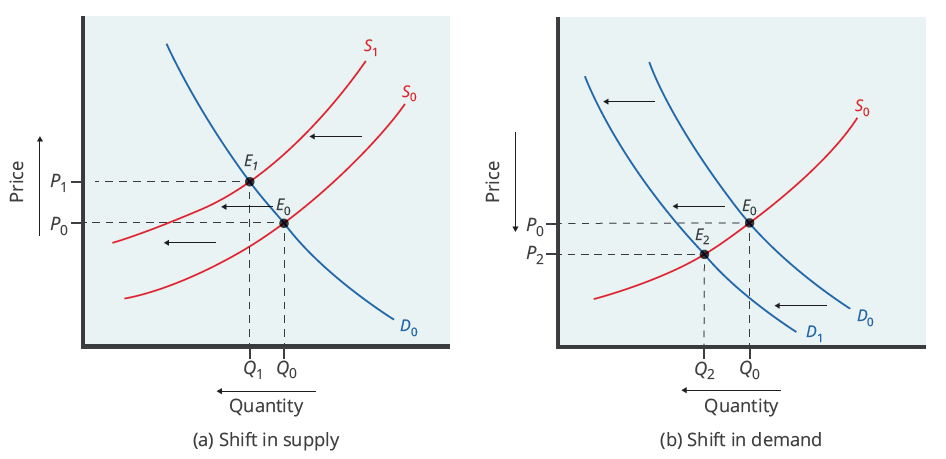 S1
S0
E1
Price
P1
E0
P0
D0
Q1 Q0
Quantity
(a) Shift in supply
S0
Price
E0
P0
E2
P2
D0
D1
Q2 Q0
Quantity
(b) Shift in demand